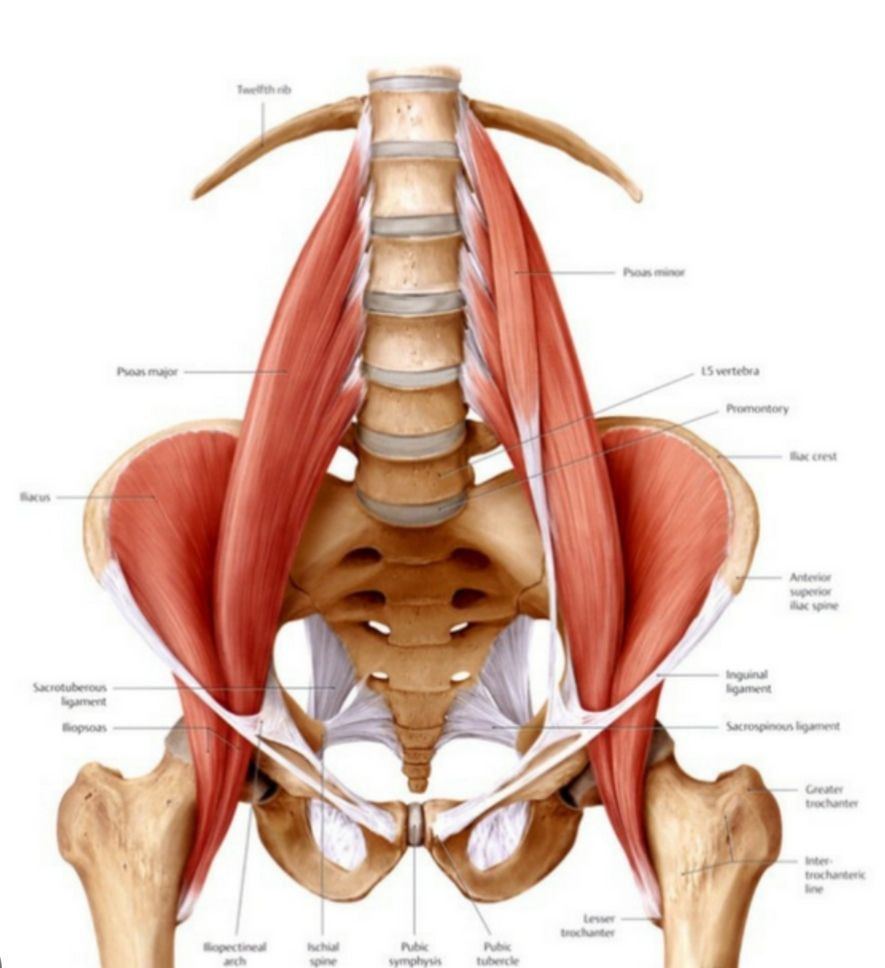 Twelfth rib
Psoas minor
Psoas major
L5 vertebra
Promontory
Iliac crest
Iliacus
Anterior
superior
iliac spine
Sacrotuberous
ligament
Inguinal
ligament
Iliopsoas
Sacrospinous ligament
Greater
trochanter
Inter-
trochanteric
line
Lesser
trochanter
Iliopectineal
arch
Ischial
spine
Pubic
symphysis
Pubic
tubercle